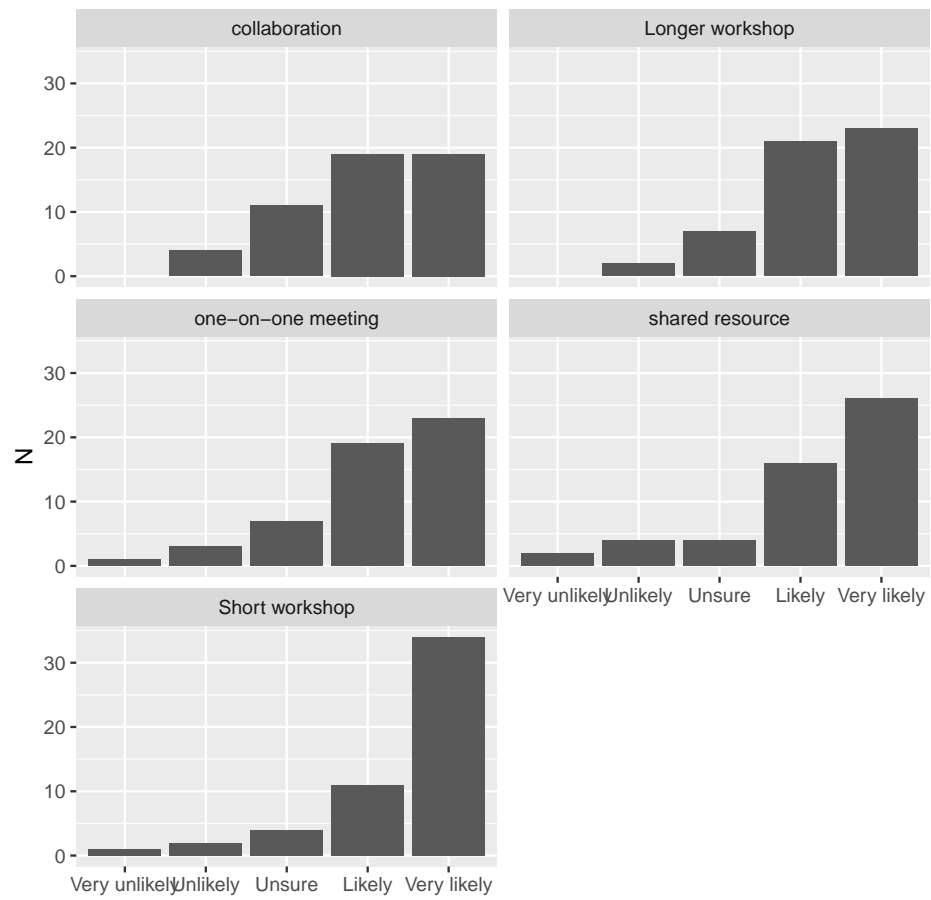 collaboration
Longer workshop
30
20
10
0
one−on−one meeting
shared resource
30
20
10
0
N
Very unlikely Unlikely Unsure Likely Very likely
Short workshop
30
20
10
0
Very unlikely Unlikely Unsure Likely Very likely